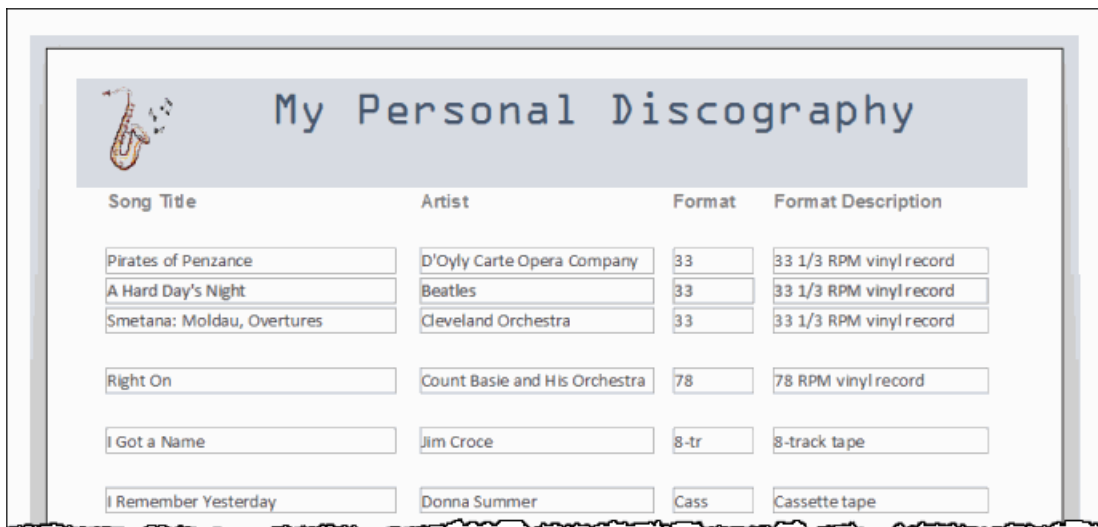 My Personal Discography
Song Title Artist Format Format Description
Pirates of Penzance D'Oyly Carte Opera Company 33 33 1/3 RPM vinyl record
A Hard Day's Night Beatles 33 33 1/3 RPM vinyl record
Smetana: Moldau, Overtures Cleveland Orchestra 33 33 1/3 RPM vinyl record
Right On Count Basie and His Orchestra 78 78 RPM vinyl record
I Got a Name Jim Croce 8-tr 8-track tape
I Remember Yesterday Donna Summer Cass Cassette tape